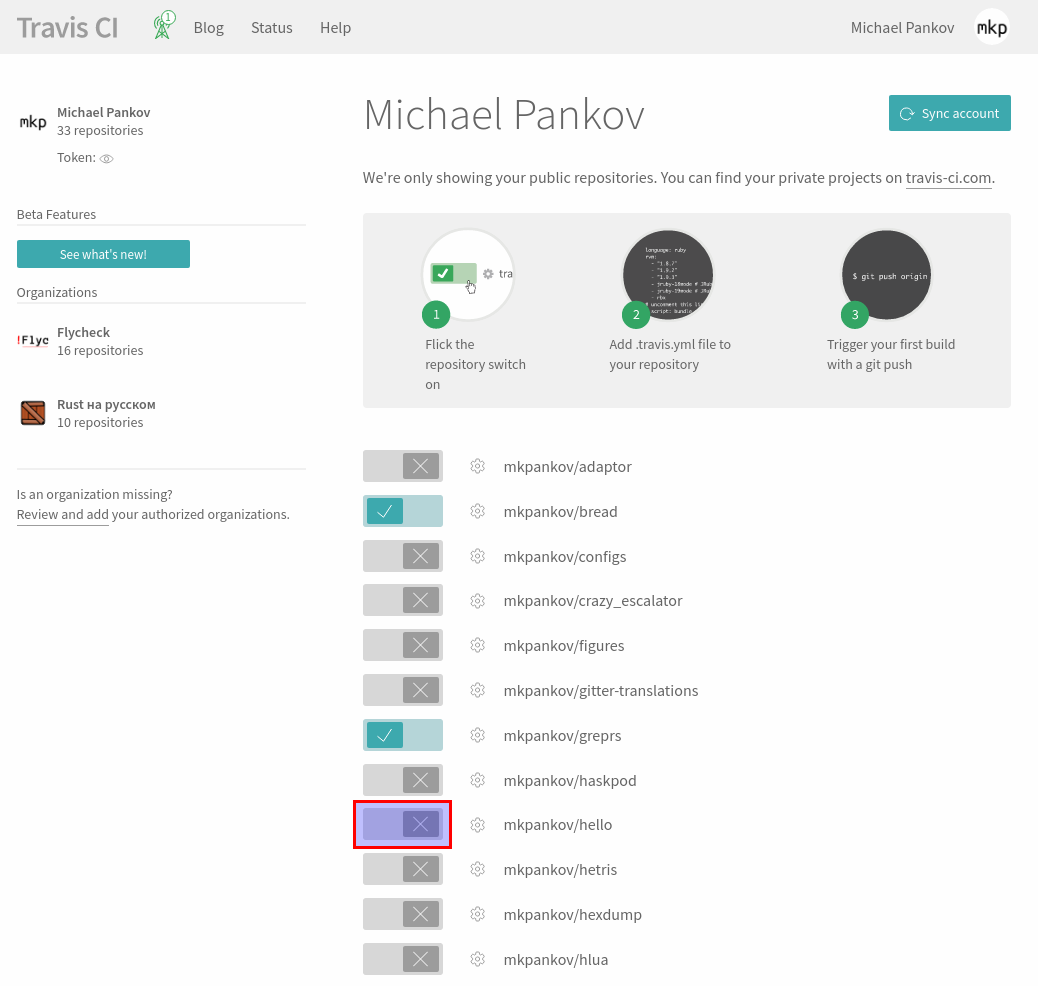 Travis CI
1
Blog
Status
Help
Michael Pankov
mkp
mkp
Michael Pankov
33 repositories
Token:
Beta Features
See what's new!
Organizations
!Flyc
Flycheck
16 repositories
Rust на русском
10 repositories
Is an organization missing?
Review and add your authorized organizations.
Michael Pankov
Sync account
We're only showing your public repositories. You can find your private projects on travis-ci.com.
tra
1
Flick the
repository switch
on
language: ruby
rvm:
- "1.8.7"
- "1.9.2"
- "1.9.3"
- rbx
# uncomment this li
script: bundle
2
Add .travis.yml file to
your repository
$ git push origin
3
Trigger your first build
with a git push
mkpankov/adaptor
mkpankov/bread
mkpankov/configs
mkpankov/crazy_escalator
mkpankov/figures
mkpankov/gitter-translations
mkpankov/greprs
mkpankov/haskpod
mkpankov/hello
mkpankov/hetris
mkpankov/hexdump
mkpankov/hlua